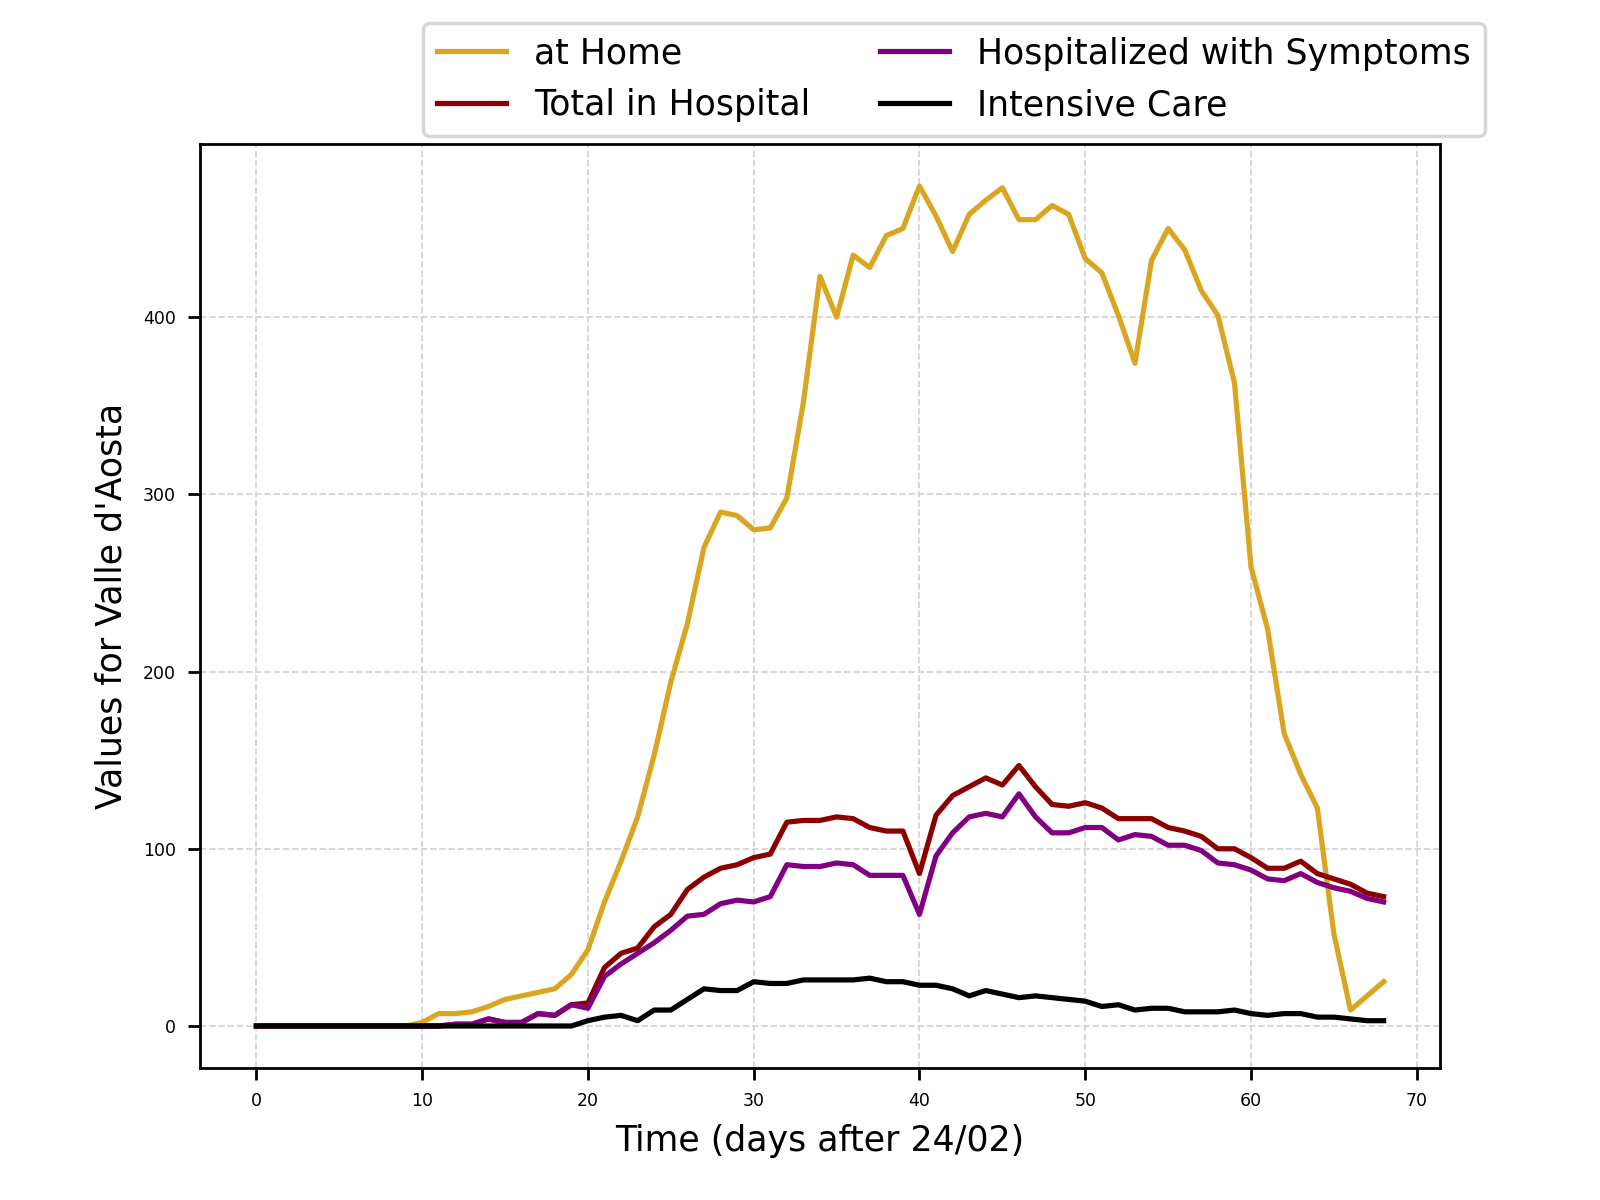 at Home
Total in Hospital
Hospitalized with Symptoms
Intensive Care
Values for Valle d'Aosta
400
300
200
100
0
0 10 20 30 40 50 60 70
Time (days after 24/02)